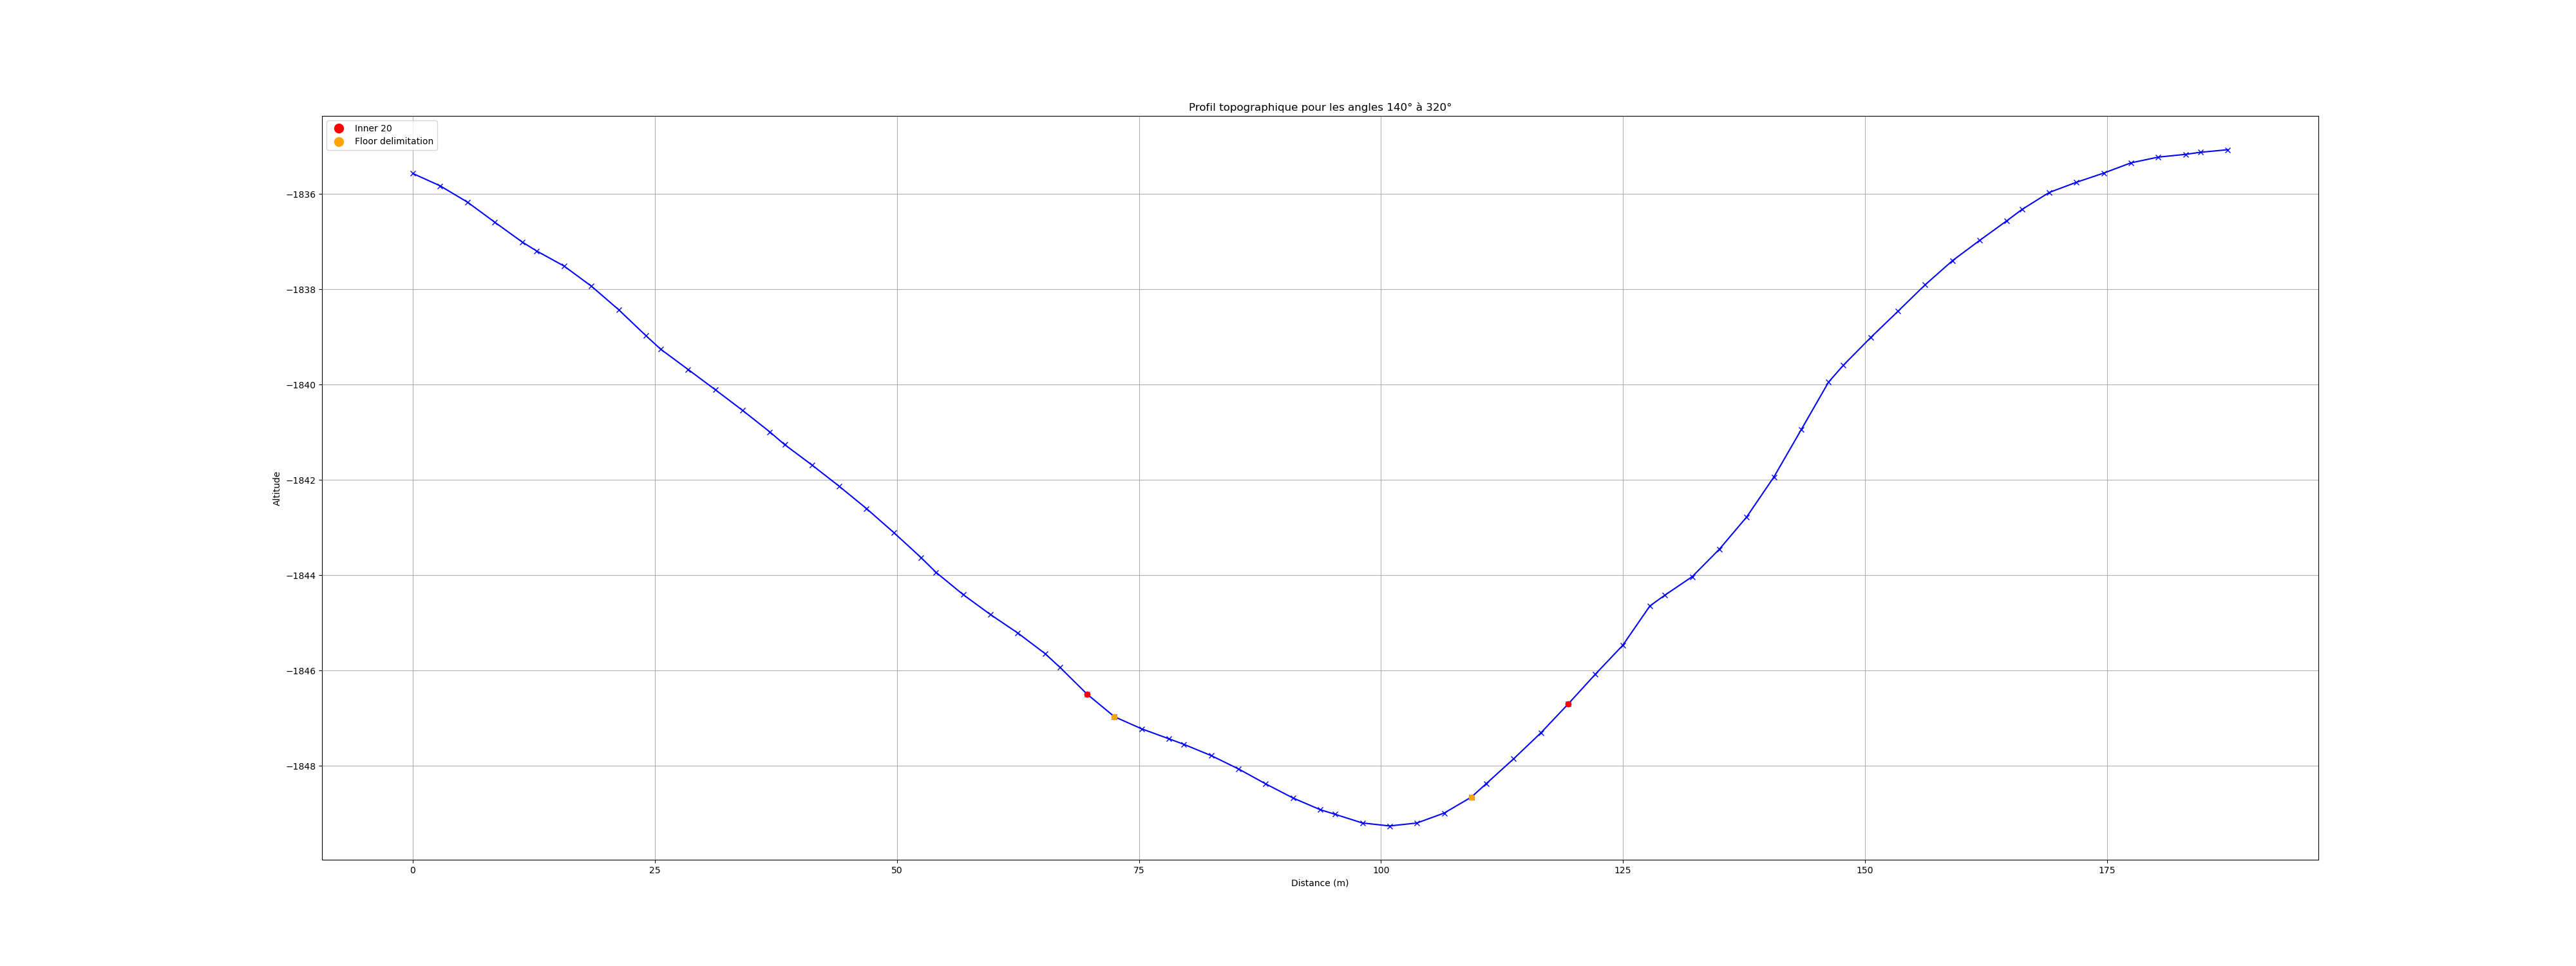 Profil topographique pour les angles 140° à 320°
Inner 20
Floor delimitation
Altitude
−1836
−1838
−1840
−1842
−1844
−1846
−1848
0 25 50 75 100 125 150 175
Distance (m)